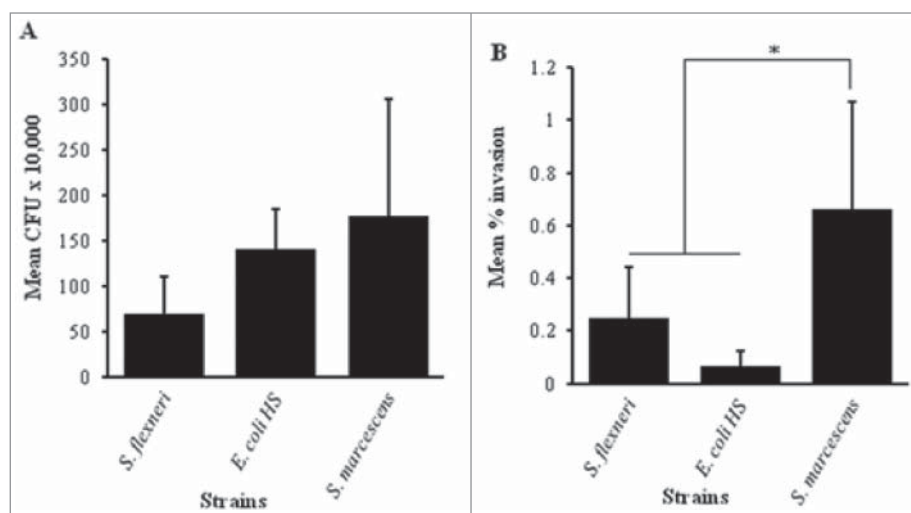 A
350
300
250
200
150
100
50
0
Mean CFU x 10,000
S. flexneri
E. coli HS
S. marcescens
Strains
B
*
1.2
1
0.8
0.6
0.4
0.2
0
Mean % invasion
S. flexneri
E. coli HS
S. marcescens
Strains